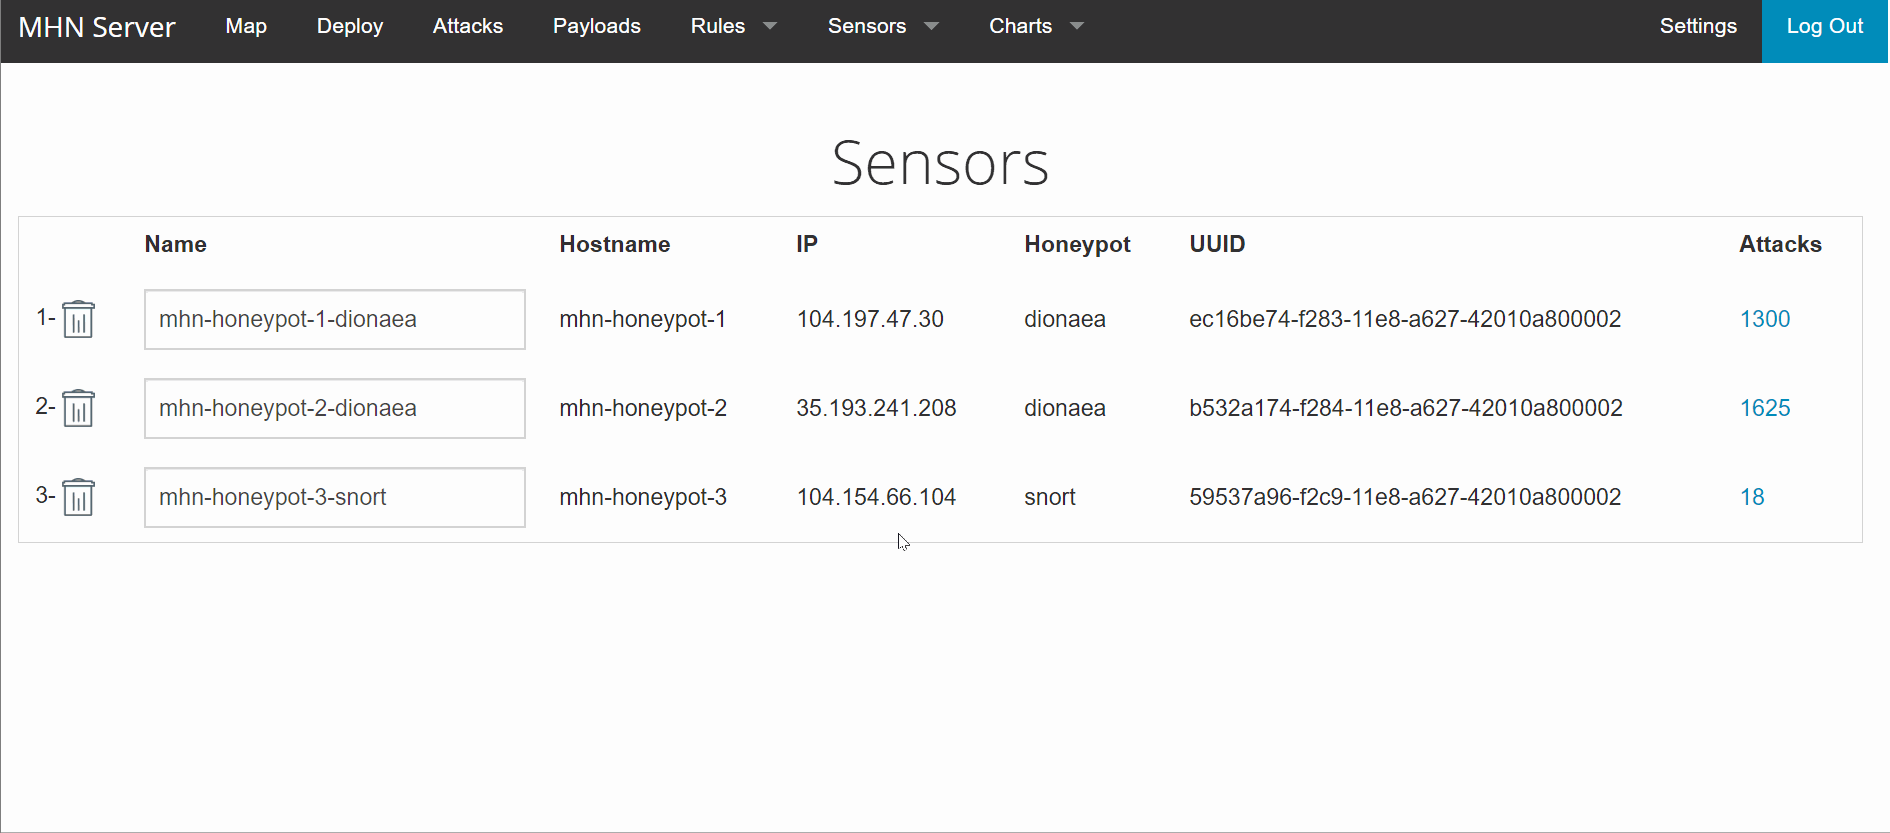 MHN Server Map Deploy Attacks Payloads Rules Sensors Charts Settings Log Out
Sensors
Name Hostname IP Honeypot UUID Attacks
1- mhn-honeypot-1-dionaea mhn-honeypot-1 104.197.47.30 dionaea ec16be74-f283-11e8-a627-42010a800002 1300
2- mhn-honeypot-2-dionaea mhn-honeypot-2 35.193.241.208 dionaea b532a174-f284-11e8-a627-42010a800002 1625
3- mhn-honeypot-3-snort mhn-honeypot-3 104.154.66.104 snort 59537a96-f2c9-11e8-a627-42010a800002 18